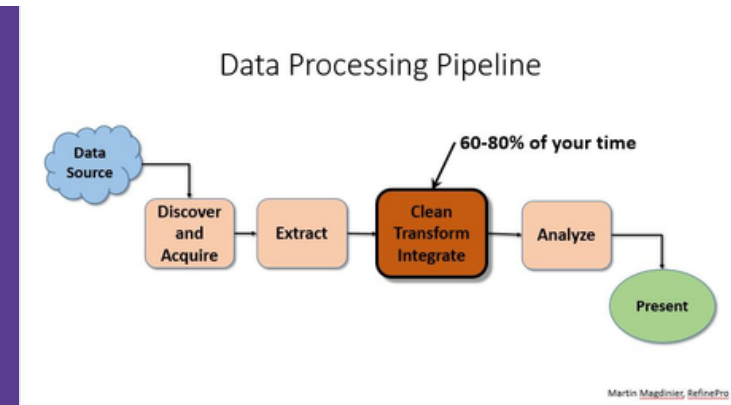 Data Processing Pipeline
60-80% of your time
Data
Source
Discover
and
Acquire
Extract
Clean
Transform
Integrate
Analyze
Present
Martin Magdinier, RefinePro